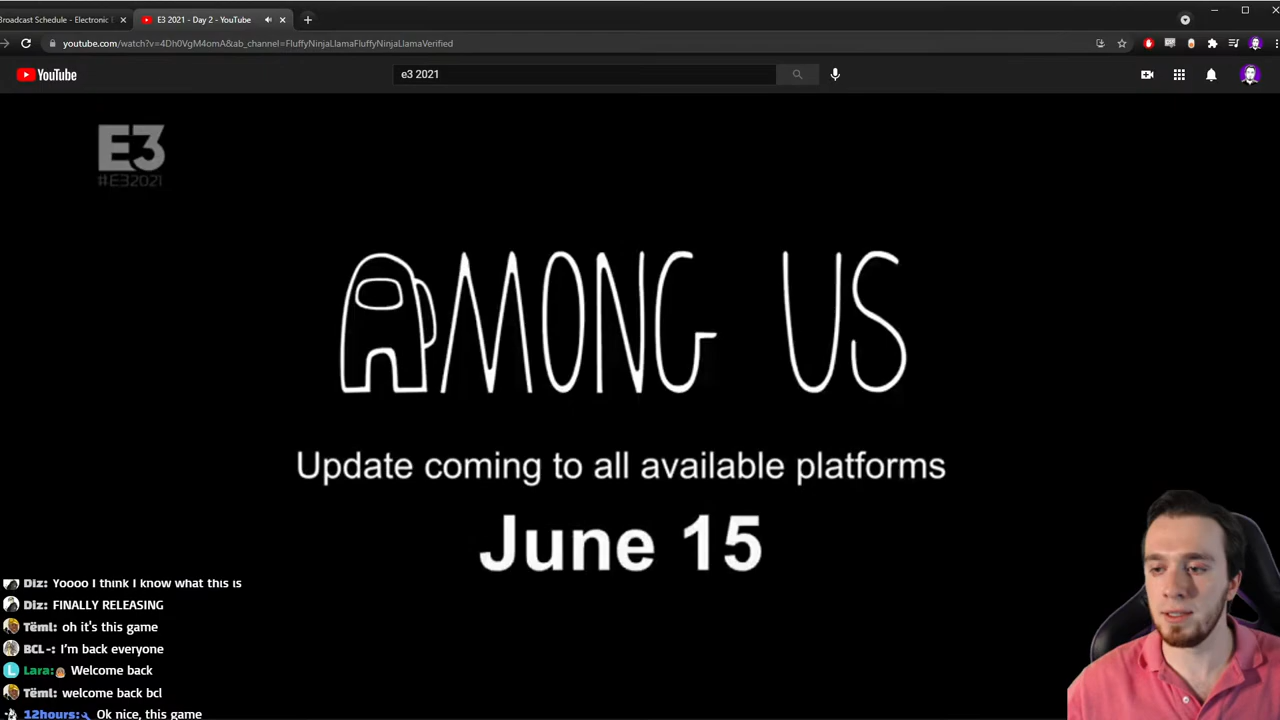 Broadcast Schedule - Electronic E
E3 2021 - Day 2 - YouTube
youtube.com/watch?v=4Dh0VgM4omA&ab_channel=FluffyNinjaLlamaFluffyNinjaLlamaVerified
YouTube
e3 2021
E3
#E32021
AMONG US
Update coming to all available platforms
June 15
Diz: Yoooo I think I know what this is
Diz: FINALLY RELEASING
Tëml: oh it's this game
BCL-: I'm back everyone
Lara: Welcome back
Tëml: welcome back bcl
12hours: Ok nice, this game